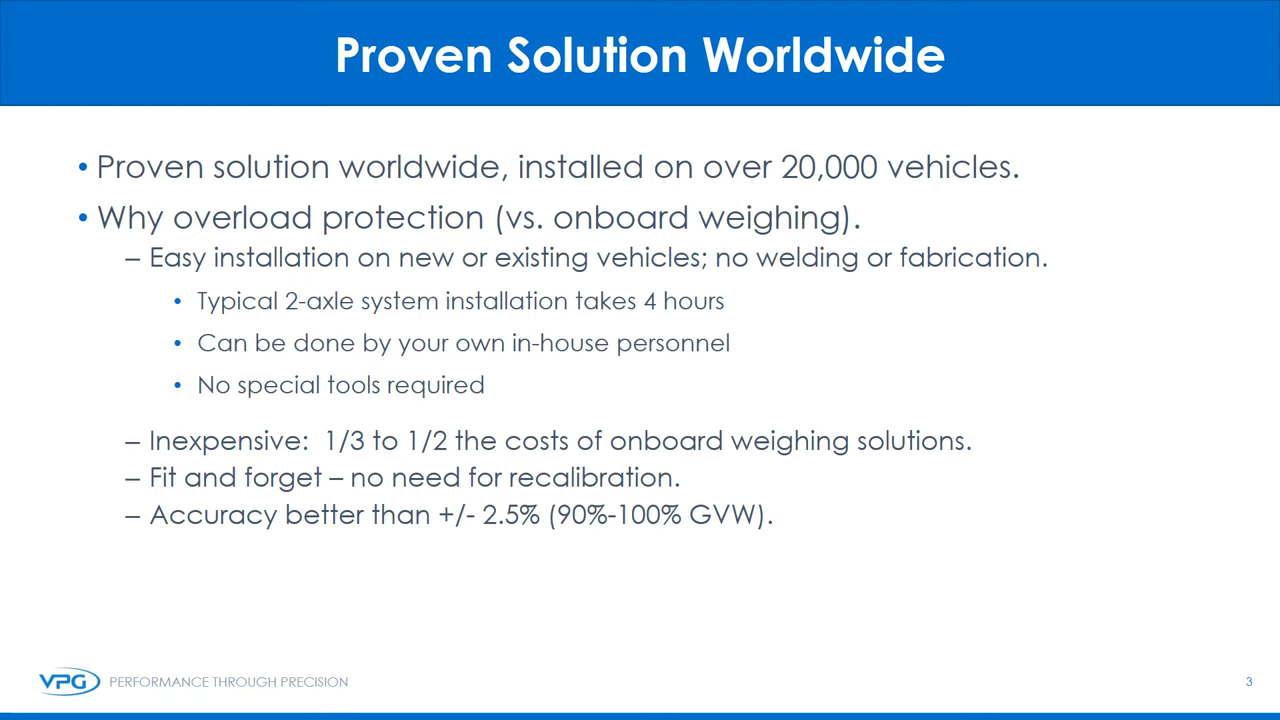 Proven Solution Worldwide
• Proven solution worldwide, installed on over 20,000 vehicles.
• Why overload protection (vs. onboard weighing).
– Easy installation on new or existing vehicles; no welding or fabrication.
• Typical 2-axle system installation takes 4 hours
• Can be done by your own in-house personnel
• No special tools required
– Inexpensive:  1/3 to 1/2 the costs of onboard weighing solutions.
– Fit and forget – no need for recalibration.
– Accuracy better than +/- 2.5% (90%-100% GVW).
VPG PERFORMANCE THROUGH PRECISION
3